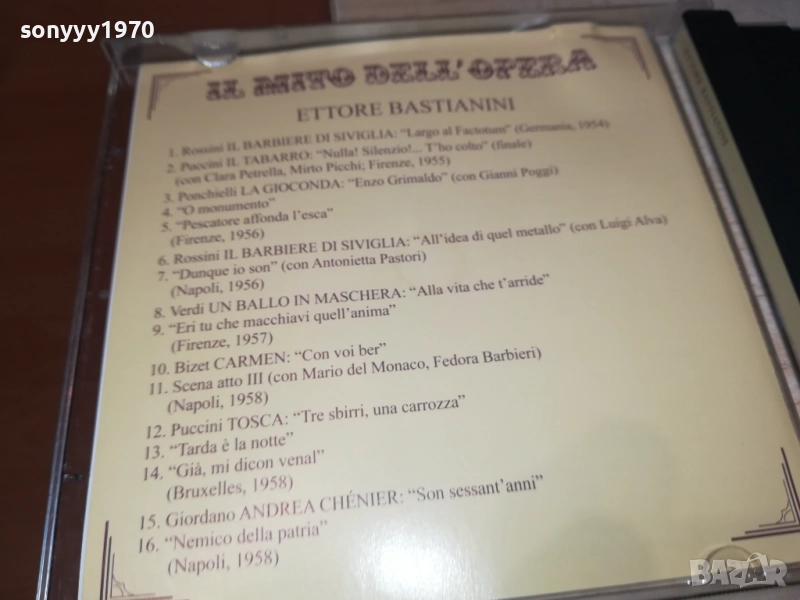 sonyyy1970
IL MITO DELL'OPERA
ETTORE BASTIANINI
1. Rossini IL BARBIERE DI SIVIGLIA: “Largo al Factotum” (Germania, 1954)
2. Puccini IL TABARRO: “Nulla! Silenzio!... T'ho colto” (finale)
(con Clara Petrella, Mirto Picchi; Firenze, 1955)
3. Ponchielli LA GIOCONDA: “Enzo Grimaldo” (con Gianni Poggi)
4. “O monumento”
5. “Pescatore affonda l'esca”
(Firenze, 1956)
6. Rossini IL BARBIERE DI SIVIGLIA: “All'idea di quel metallo” (con Luigi Alva)
7. “Dunque io son” (con Antonietta Pastori)
(Napoli, 1956)
8. Verdi UN BALLO IN MASCHERA: “Alla vita che t'arride”
9. “Eri tu che macchiavi quell'anima”
(Firenze, 1957)
10. Bizet CARMEN: “Con voi ber”
11. Scena atto III (con Mario del Monaco, Fedora Barbieri)
(Napoli, 1958)
12. Puccini TOSCA: “Tre sbirri, una carrozza”
13. “Tarda è la notte”
14. “Già, mi dicon venal”
(Bruxelles, 1958)
15. Giordano ANDREA CHÉNIER: “Son sessant'anni”
16. “Nemico della patria”
(Napoli, 1958)
BAZAR